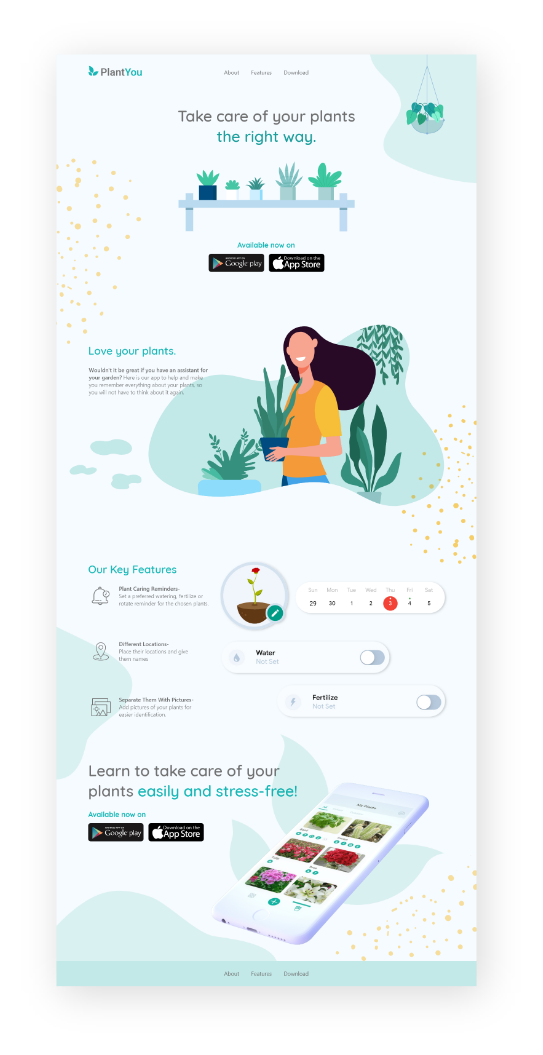 PlantYou
About Features Download
Take care of your plants
the right way.
Available now on
Google play
Download on the
App Store
Love your plants.
Wouldn't it be great if you have an assistant for
your garden? Here is our app to help and make
you remember everything about your plants, so
you will not have to think about it again.
Our Key Features
Plant Caring Reminders-
Set a preferred watering, fertilize or
rotate reminder for the chosen plants
Sun Mon Tue Wed Thu Fri Sat
29 30 1 2 3 4 5
Different Locations-
Place their locations and give
them names
Water
Not Set
Separate Them With Pictures-
Add pictures of your plants for
easier identification.
Fertilize
Not Set
Learn to take care of your
plants easily and stress-free!
Available now on
Google play
Download on the
App Store
My Plants
About Features Download